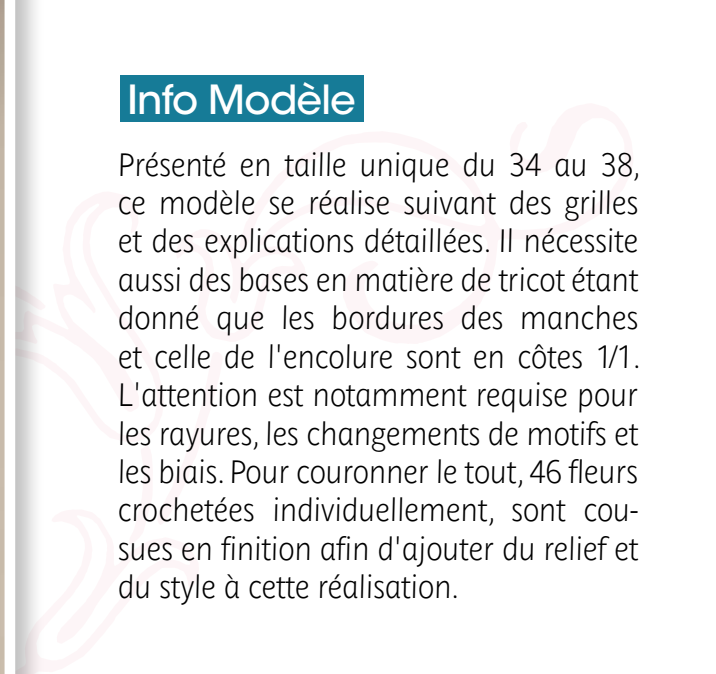 Info Modèle
Présenté en taille unique du 34 au 38,
ce modèle se réalise suivant des grilles
et des explications détaillées. Il nécessite
aussi des bases en matière de tricot étant
donné que les bordures des manches
et celle de l'encolure sont en côtes 1/1.
L'attention est notamment requise pour
les rayures, les changements de motifs et
les biais. Pour couronner le tout, 46 fleurs
crochetées individuellement, sont cou-
sues en finition afin d'ajouter du relief et
du style à cette réalisation.